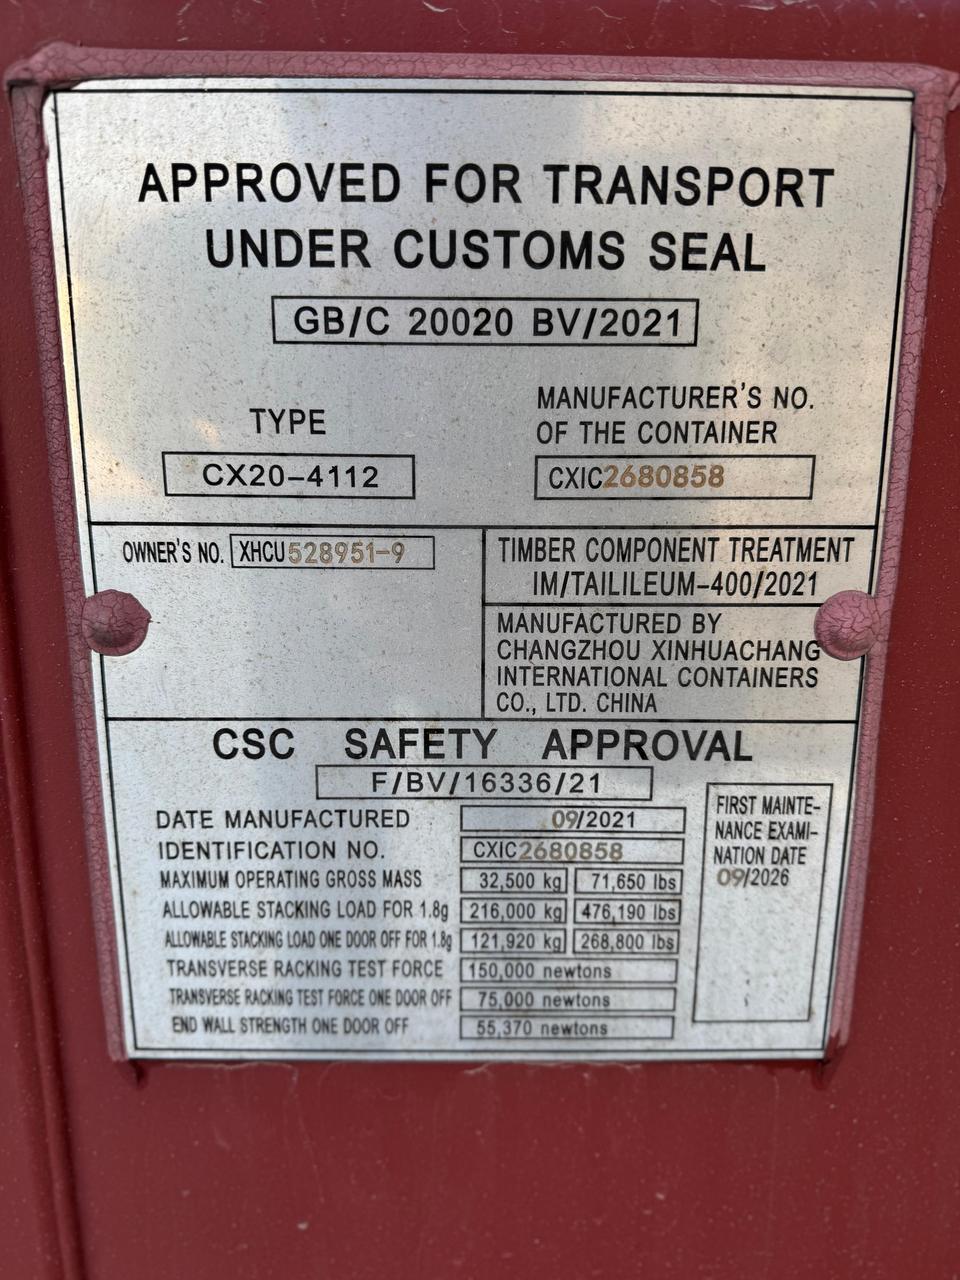 APPROVED FOR TRANSPORT
UNDER CUSTOMS SEAL
GB/C 20020 BV/2021
TYPE
CX20-4112
MANUFACTURER'S NO.
OF THE CONTAINER
CXIC2680858
OWNER'S NO. XHCU528951-9
TIMBER COMPONENT TREATMENT
IM/TAILILEUM-400/2021
MANUFACTURED BY
CHANGZHOU XINHUACHANG
INTERNATIONAL CONTAINERS
CO., LTD. CHINA
CSC SAFETY APPROVAL
F/BV/16336/21
DATE MANUFACTURED 09/2021
IDENTIFICATION NO. CXIC2680858
MAXIMUM OPERATING GROSS MASS 32,500 kg 71,650 lbs
ALLOWABLE STACKING LOAD FOR 1.8g 216,000 kg 476,190 lbs
ALLOWABLE STACKING LOAD ONE DOOR OFF FOR 1.8g 121,920 kg 268,800 lbs
TRANSVERSE RACKING TEST FORCE 150,000 newtons
TRANSVERSE RACKING TEST FORCE ONE DOOR OFF 75,000 newtons
END WALL STRENGTH ONE DOOR OFF 55,370 newtons
FIRST MAINTE-
NANCE EXAMI-
NATION DATE
09/2026